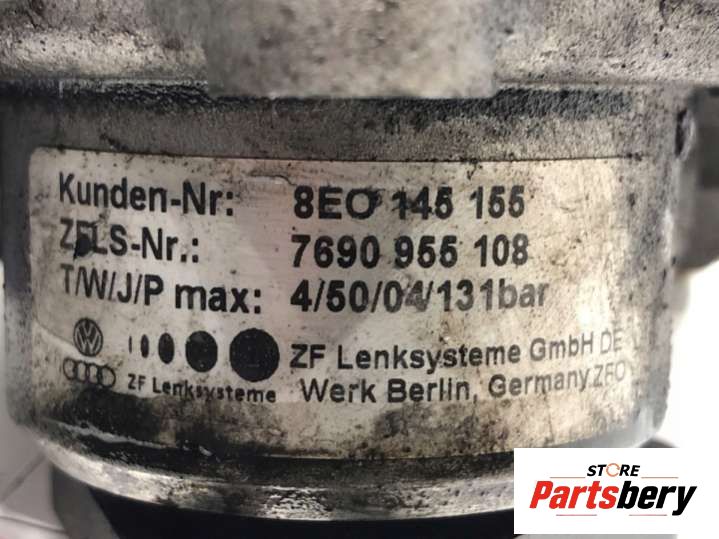 Kunden-Nr: 8E0 145 155
ZFLS-Nr.: 7690 955 108
T/W/J/P max: 4/50/04/131bar
ZF Lenksysteme GmbH DE
ZF Lenksysteme Werk Berlin, Germany ZFO
STORE
Partsbery